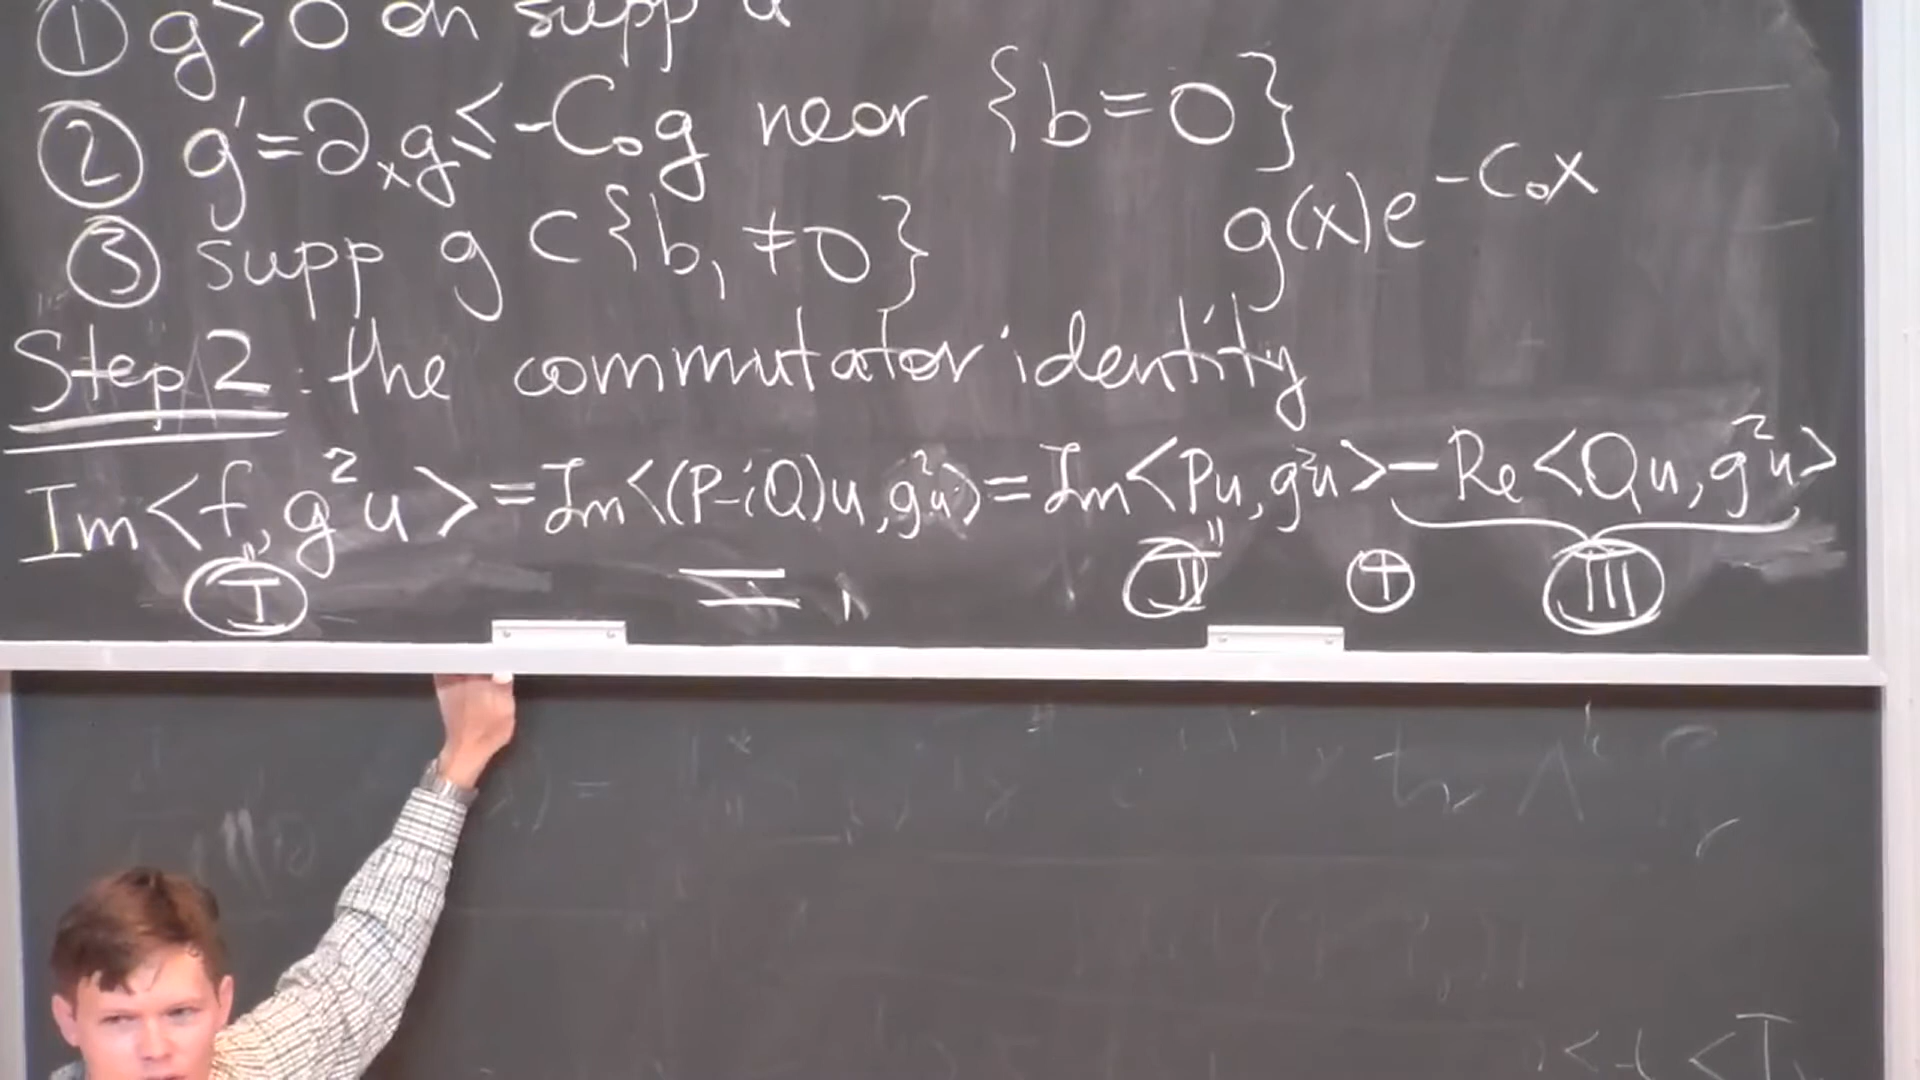 ① g > 0 on supp a
② g' = ∂ₓg ≤ -C₀g near {b = 0}
③ supp g ⊂ {b₁ ≠ 0}
g(x)e^{-C₀x}
Step 2: the commutator identity
Im<f, g²u> = Im<(P-iQ)u, g²u> = Im<Pu, g²u> - Re<Qu, g²u>
Ⅰ = Ⅱ ⊕ Ⅲ